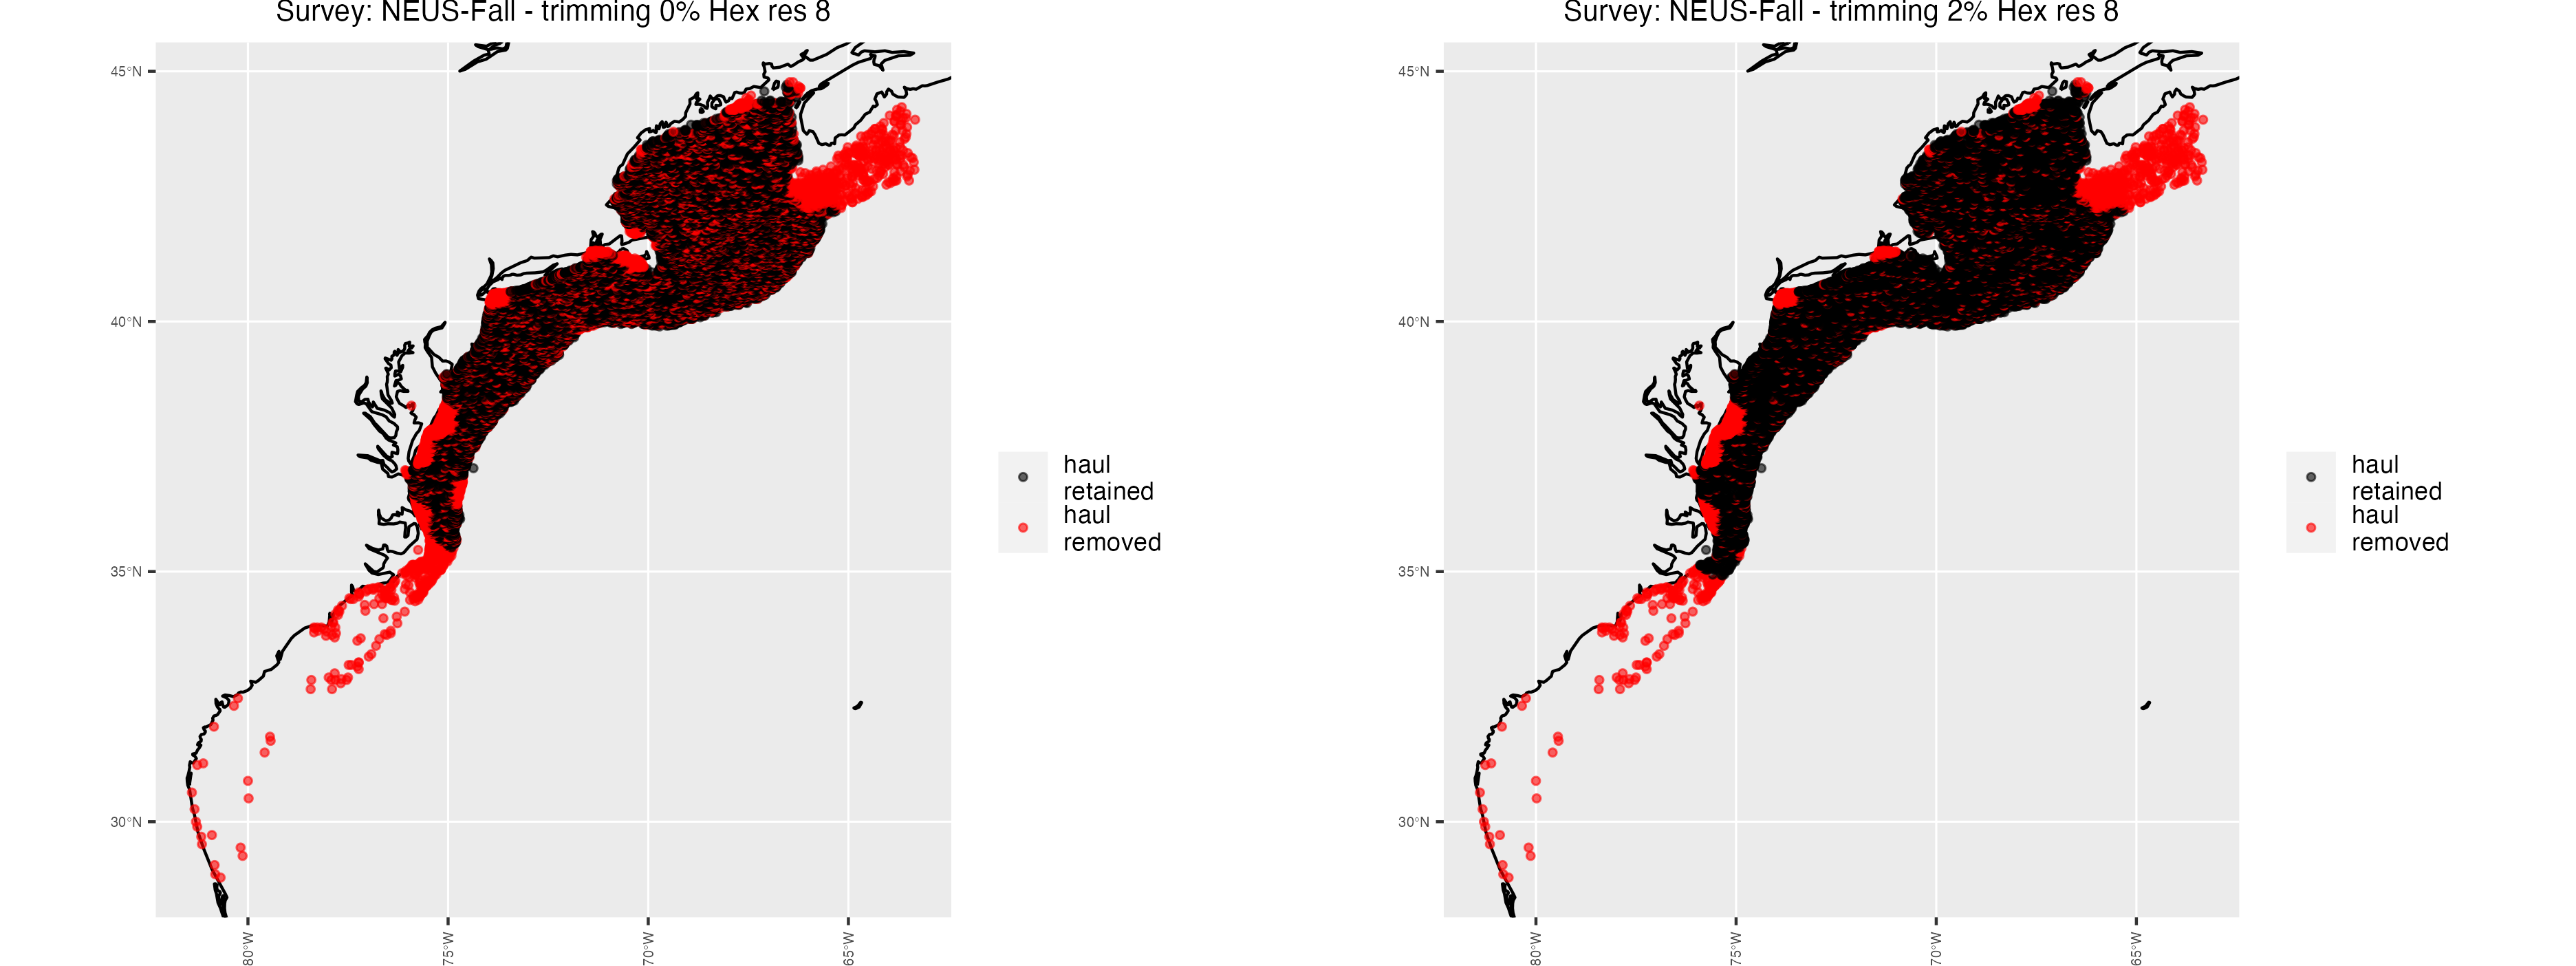 Survey: NEUS-Fall - trimming 0% Hex res 8
45°N
40°N
35°N
30°N
80°W
75°W
70°W
65°W
haul
retained
haul
removed
Survey: NEUS-Fall - trimming 2% Hex res 8
45°N
40°N
35°N
30°N
80°W
75°W
70°W
65°W
haul
retained
haul
removed